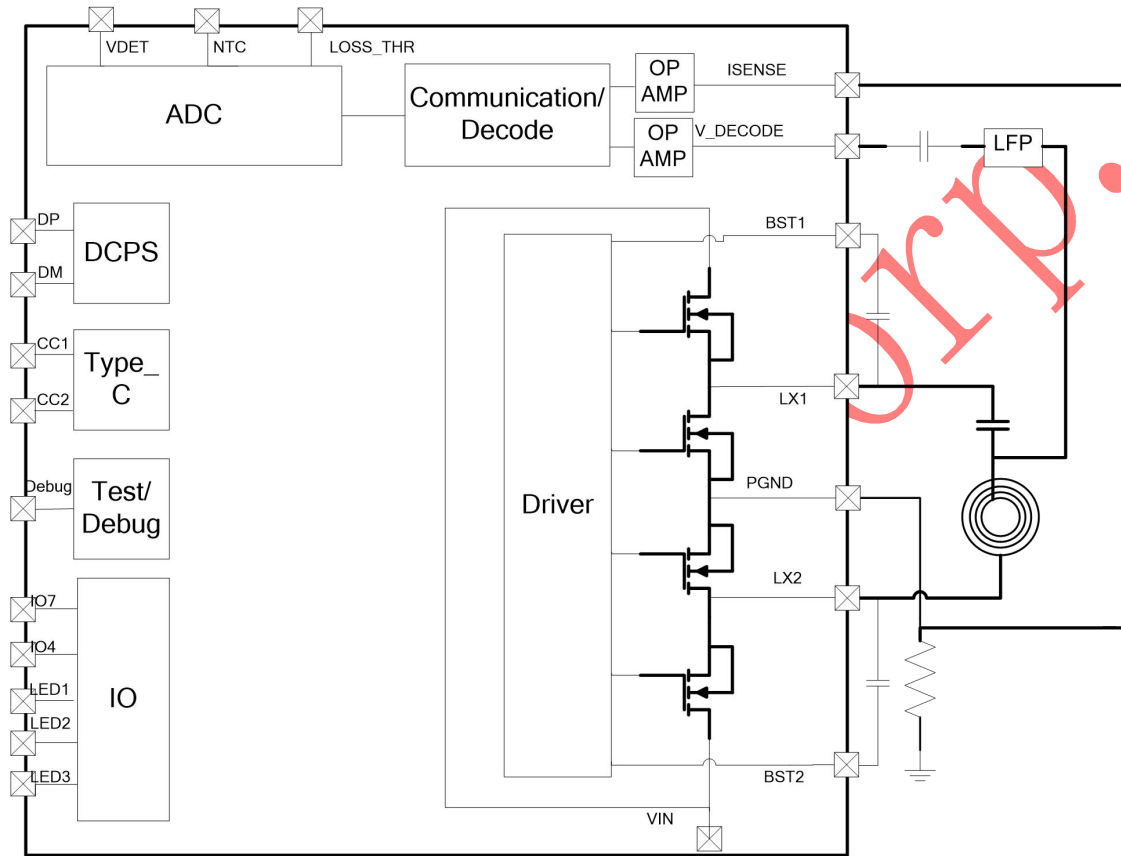 VDET
NTC
LOSS_THR
ADC
Communication/
Decode
OP
AMP
ISENSE
OP
AMP
V_DECODE
LFP
orp.
DP
DM
DCPS
CC1
CC2
Type_
C
Debug
Test/
Debug
IO7
IO4
LED1
LED2
LED3
IO
Driver
BST1
LX1
PGND
LX2
BST2
VIN